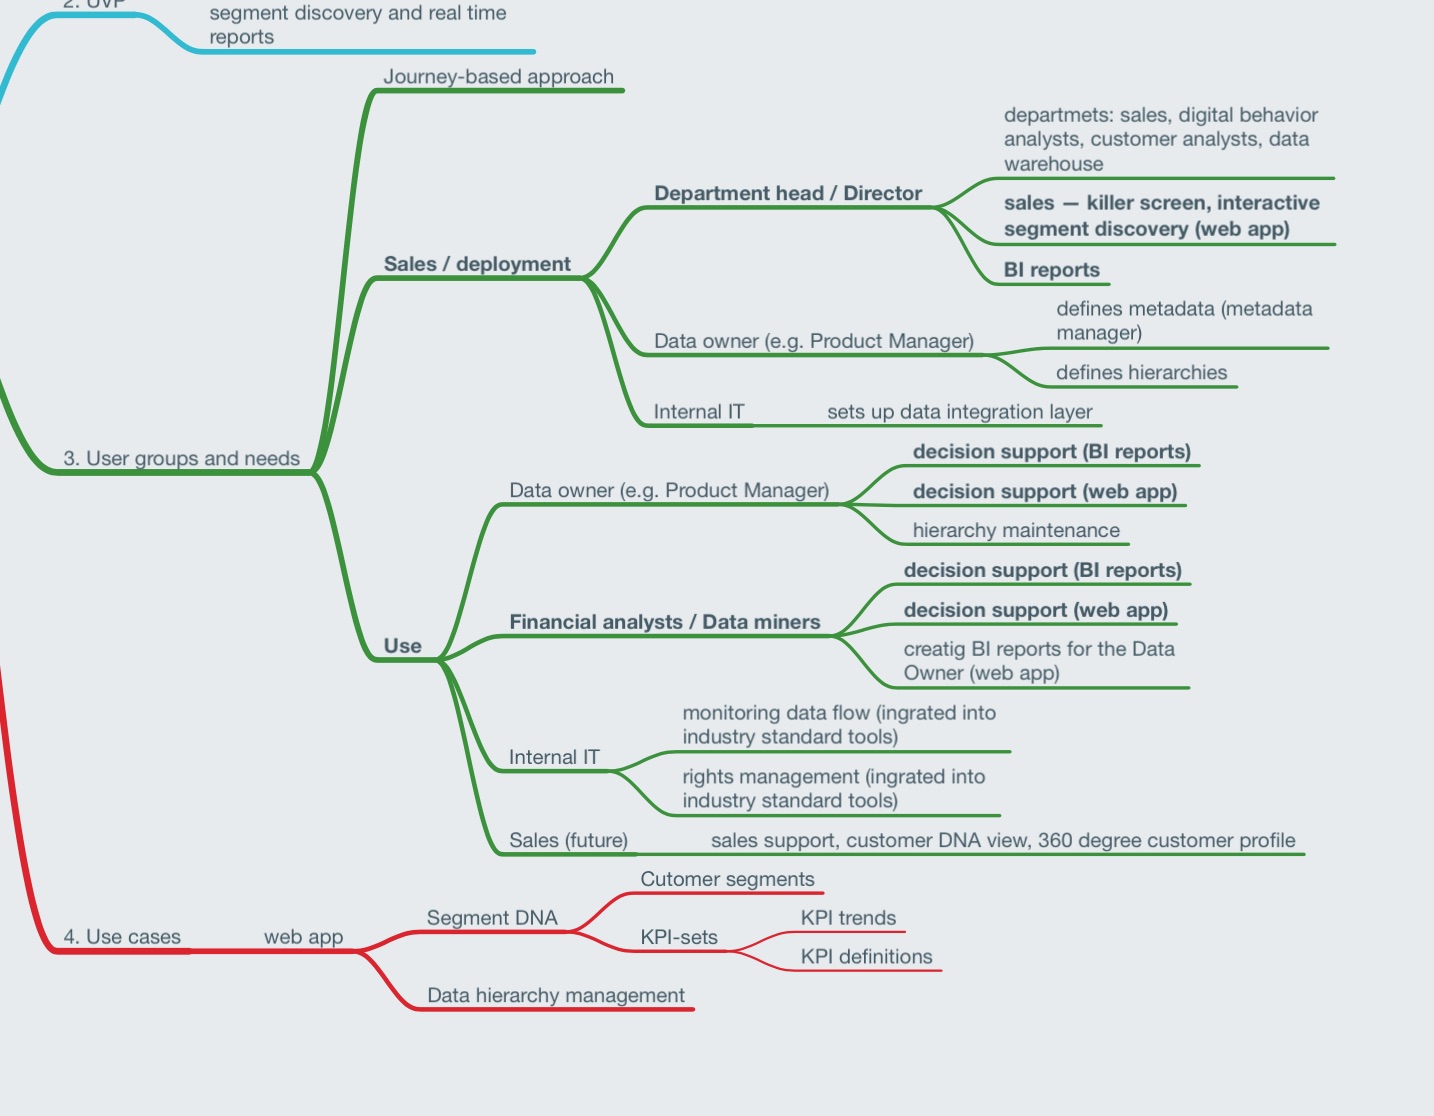 2. UVP
segment discovery and real time
reports
Journey-based approach
departmets: sales, digital behavior
analysts, customer analysts, data
warehouse
Department head / Director
sales — killer screen, interactive
segment discovery (web app)
Sales / deployment
BI reports
defines metadata (metadata
manager)
Data owner (e.g. Product Manager)
defines hierarchies
Internal IT
sets up data integration layer
3. User groups and needs
decision support (BI reports)
Data owner (e.g. Product Manager)
decision support (web app)
hierarchy maintenance
decision support (BI reports)
Financial analysts / Data miners
decision support (web app)
Use
creatig BI reports for the Data
Owner (web app)
monitoring data flow (ingrated into
industry standard tools)
Internal IT
rights management (ingrated into
industry standard tools)
Sales (future)
sales support, customer DNA view, 360 degree customer profile
Cutomer segments
Segment DNA
KPI trends
4. Use cases
web app
KPI-sets
KPI definitions
Data hierarchy management